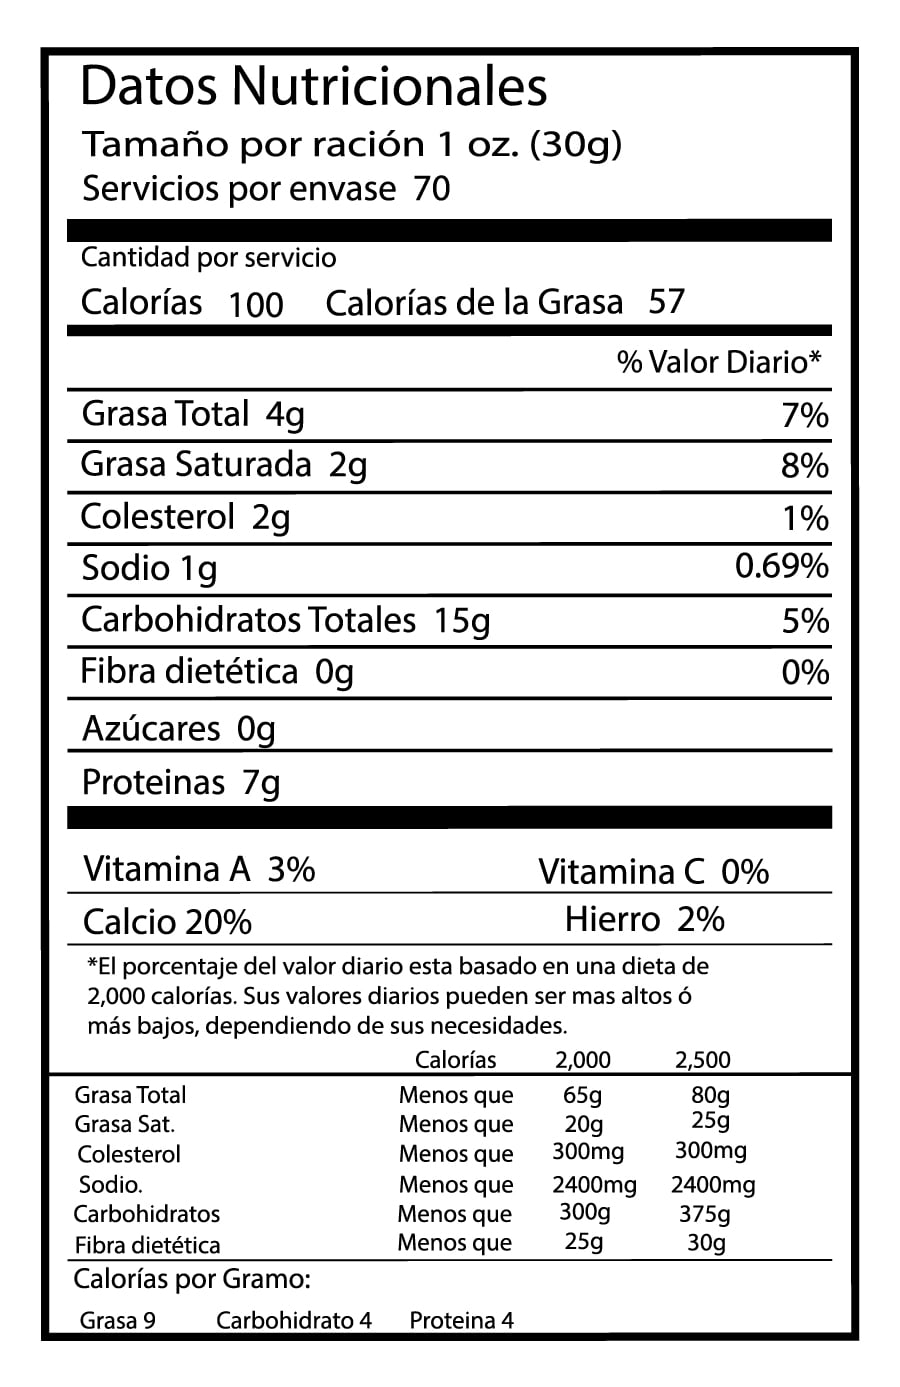 Datos Nutricionales
Tamaño por ración 1 oz. (30g)
Servicios por envase 70
Cantidad por servicio
Calorías 100 Calorías de la Grasa 57
% Valor Diario*
Grasa Total 4g 7%
Grasa Saturada 2g 8%
Colesterol 2g 1%
Sodio 1g 0.69%
Carbohidratos Totales 15g 5%
Fibra dietética 0g 0%
Azúcares 0g
Proteinas 7g
Vitamina A 3% Vitamina C 0%
Calcio 20% Hierro 2%
*El porcentaje del valor diario esta basado en una dieta de
2,000 calorías. Sus valores diarios pueden ser mas altos ó
más bajos, dependiendo de sus necesidades.
Calorías 2,000 2,500
Grasa Total Menos que 65g 80g
Grasa Sat. Menos que 20g 25g
Colesterol Menos que 300mg 300mg
Sodio. Menos que 2400mg 2400mg
Carbohidratos Menos que 300g 375g
Fibra dietética Menos que 25g 30g
Calorías por Gramo:
Grasa 9 Carbohidrato 4 Proteina 4